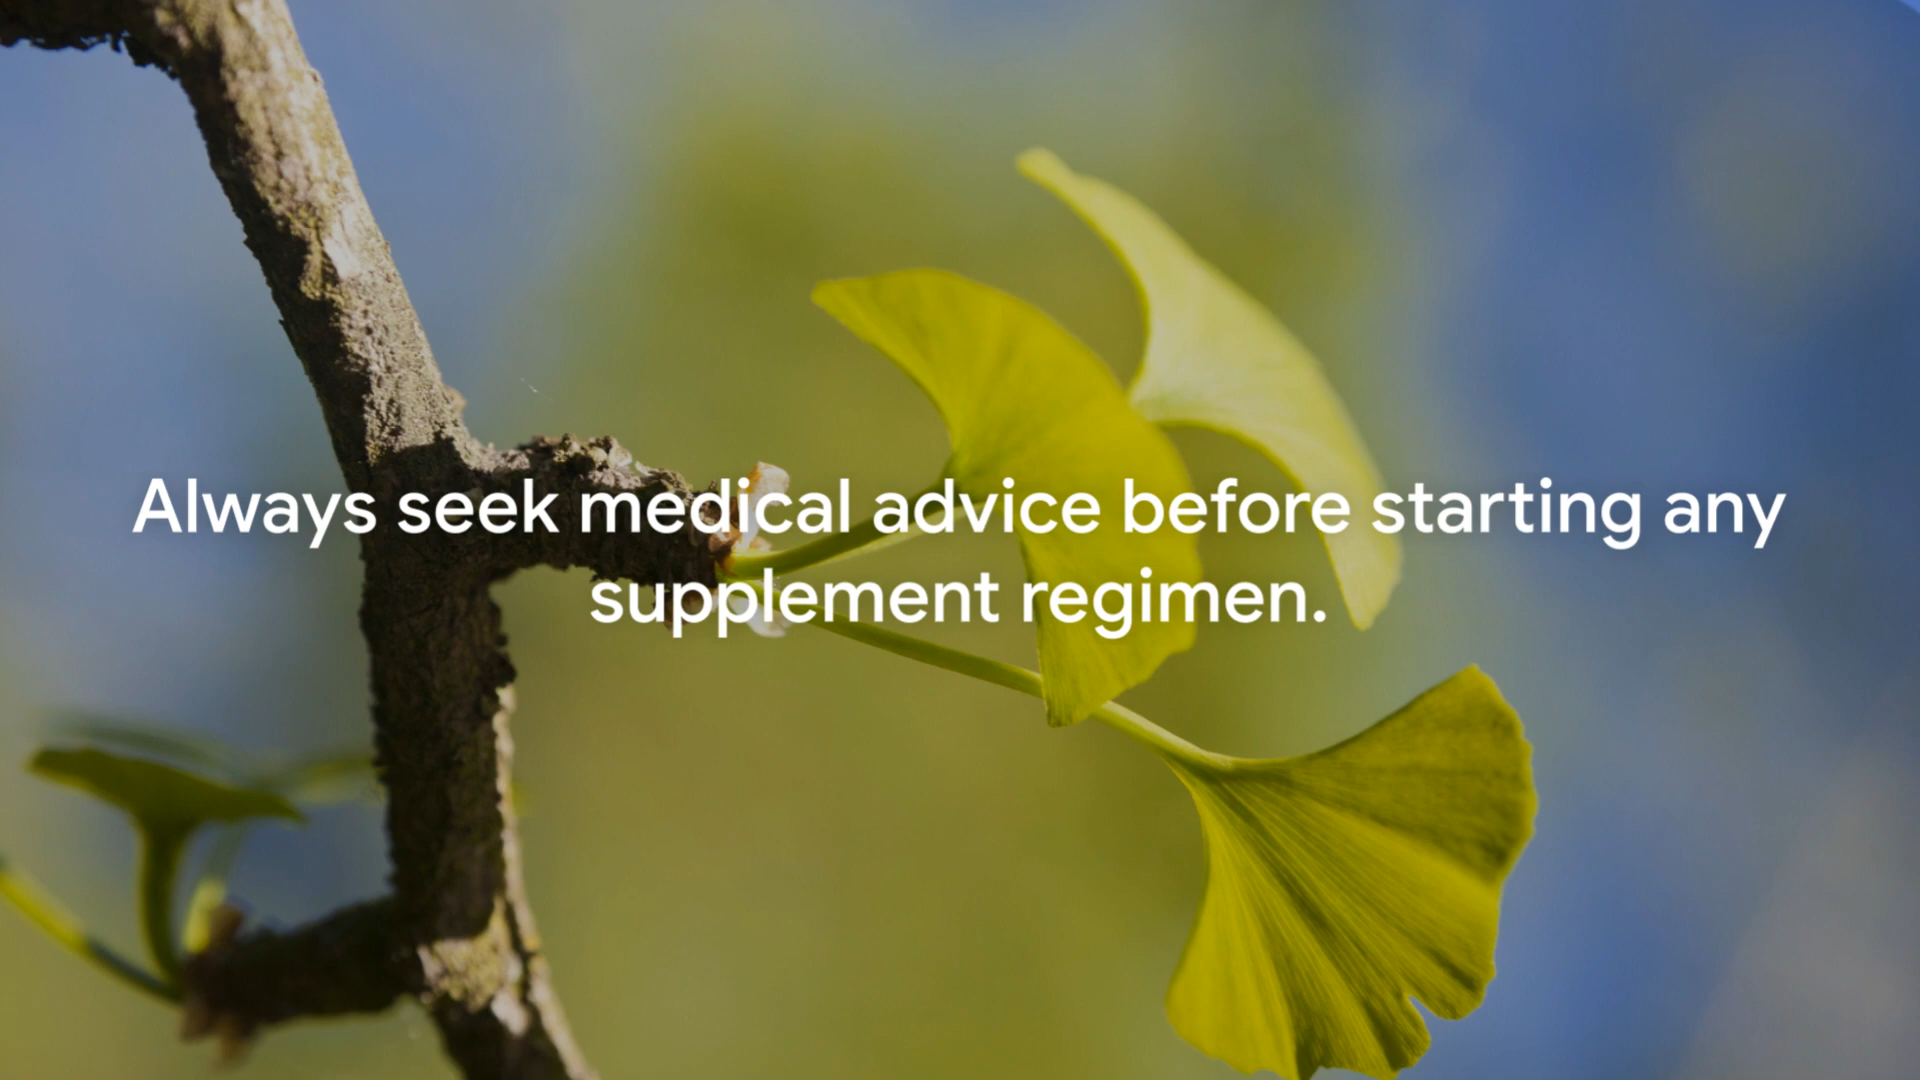 Always seek medical advice before starting any
supplement regimen.